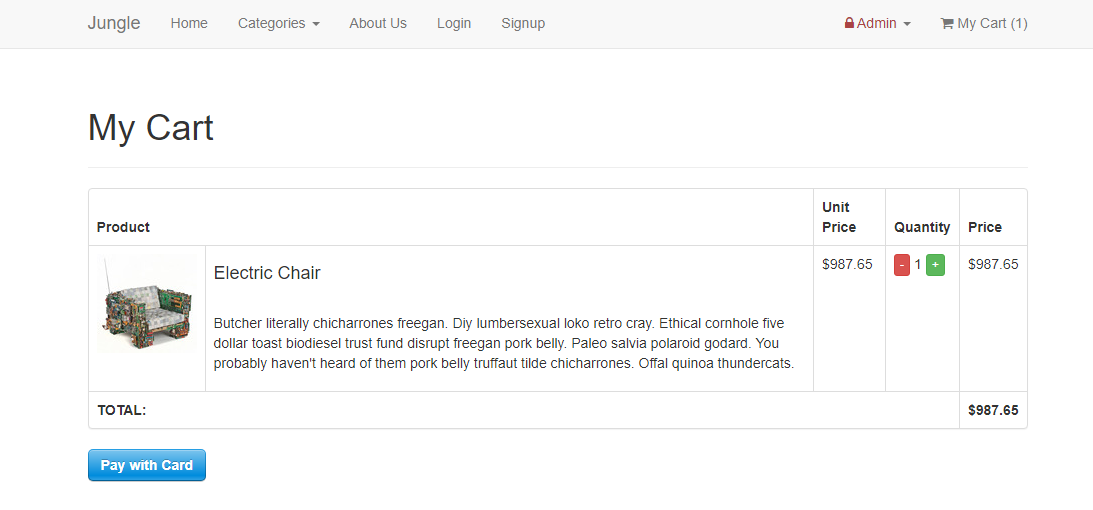 Jungle Home Categories About Us Login Signup Admin My Cart (1)
My Cart
Product Unit Price Quantity Price
Electric Chair $987.65 - 1 + $987.65
Butcher literally chicharrones freegan. Diy lumbersexual loko retro cray. Ethical cornhole five
dollar toast biodiesel trust fund disrupt freegan pork belly. Paleo salvia polaroid godard. You
probably haven't heard of them pork belly truffaut tilde chicharrones. Offal quinoa thundercats.
TOTAL: $987.65
Pay with Card